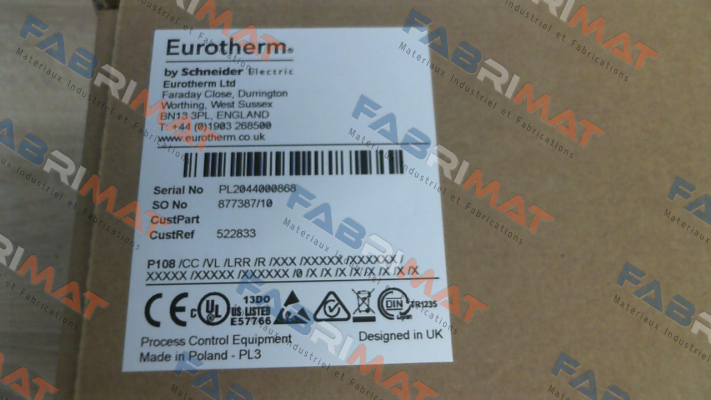 Eurotherm®
by Schneider Electric
Eurotherm Ltd
Faraday Close, Durrington
Worthing, West Sussex
BN13 3PL, ENGLAND
T: +44 (0)1903 268500
www.eurotherm.co.uk
Serial No PL2044000868
SO No 877387/10
CustPart
CustRef 522833
P108 /CC /VL /LRR /R /XXX /XXXXX /XXXXXX /
XXXXX /XXXXX /XXXXXX /0 /X /X /X /X /X /X /X /X
CE c UL US LISTED 13DO E57766 DIN TR1235
Process Control Equipment Designed in UK
Made in Poland - PL3
FABRIMAT
Materiaux Industriel et Fabrications